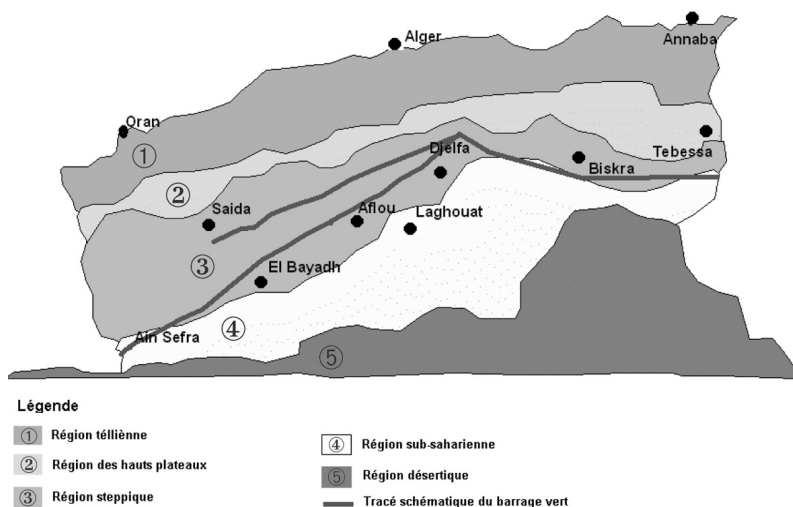 Alger
Annaba
Oran
①
Tebessa
Djelfa
Biskra
②
Saida
Aflou
Laghouat
③
El Bayadh
④
Ain Sefra
⑤
Légende
① Région télliènne
② Région des hauts plateaux
③ Région steppique
④ Région sub-saharienne
⑤ Région désertique
Tracé schématique du barrage vert